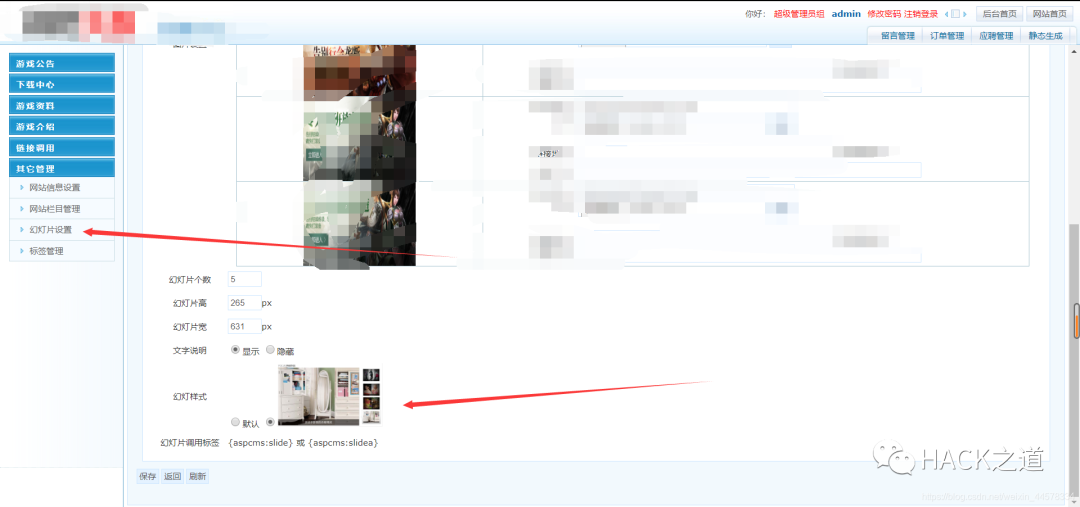 你好： 超级管理员组 admin 修改密码 注销登录 后台首页 网站首页
留言管理 订单管理 应聘管理 静态生成
游戏公告
下载中心
游戏资料
游戏介绍
链接调用
其它管理
网站信息设置
网站栏目管理
幻灯片设置
标签管理
幻灯片个数 5
幻灯片高 265 px
幻灯片宽 631 px
文字说明 显示 隐藏
幻灯样式
默认
幻灯片调用标签 {aspcms:slide} 或 {aspcms:slidea}
保存 返回 刷新
HACK之道